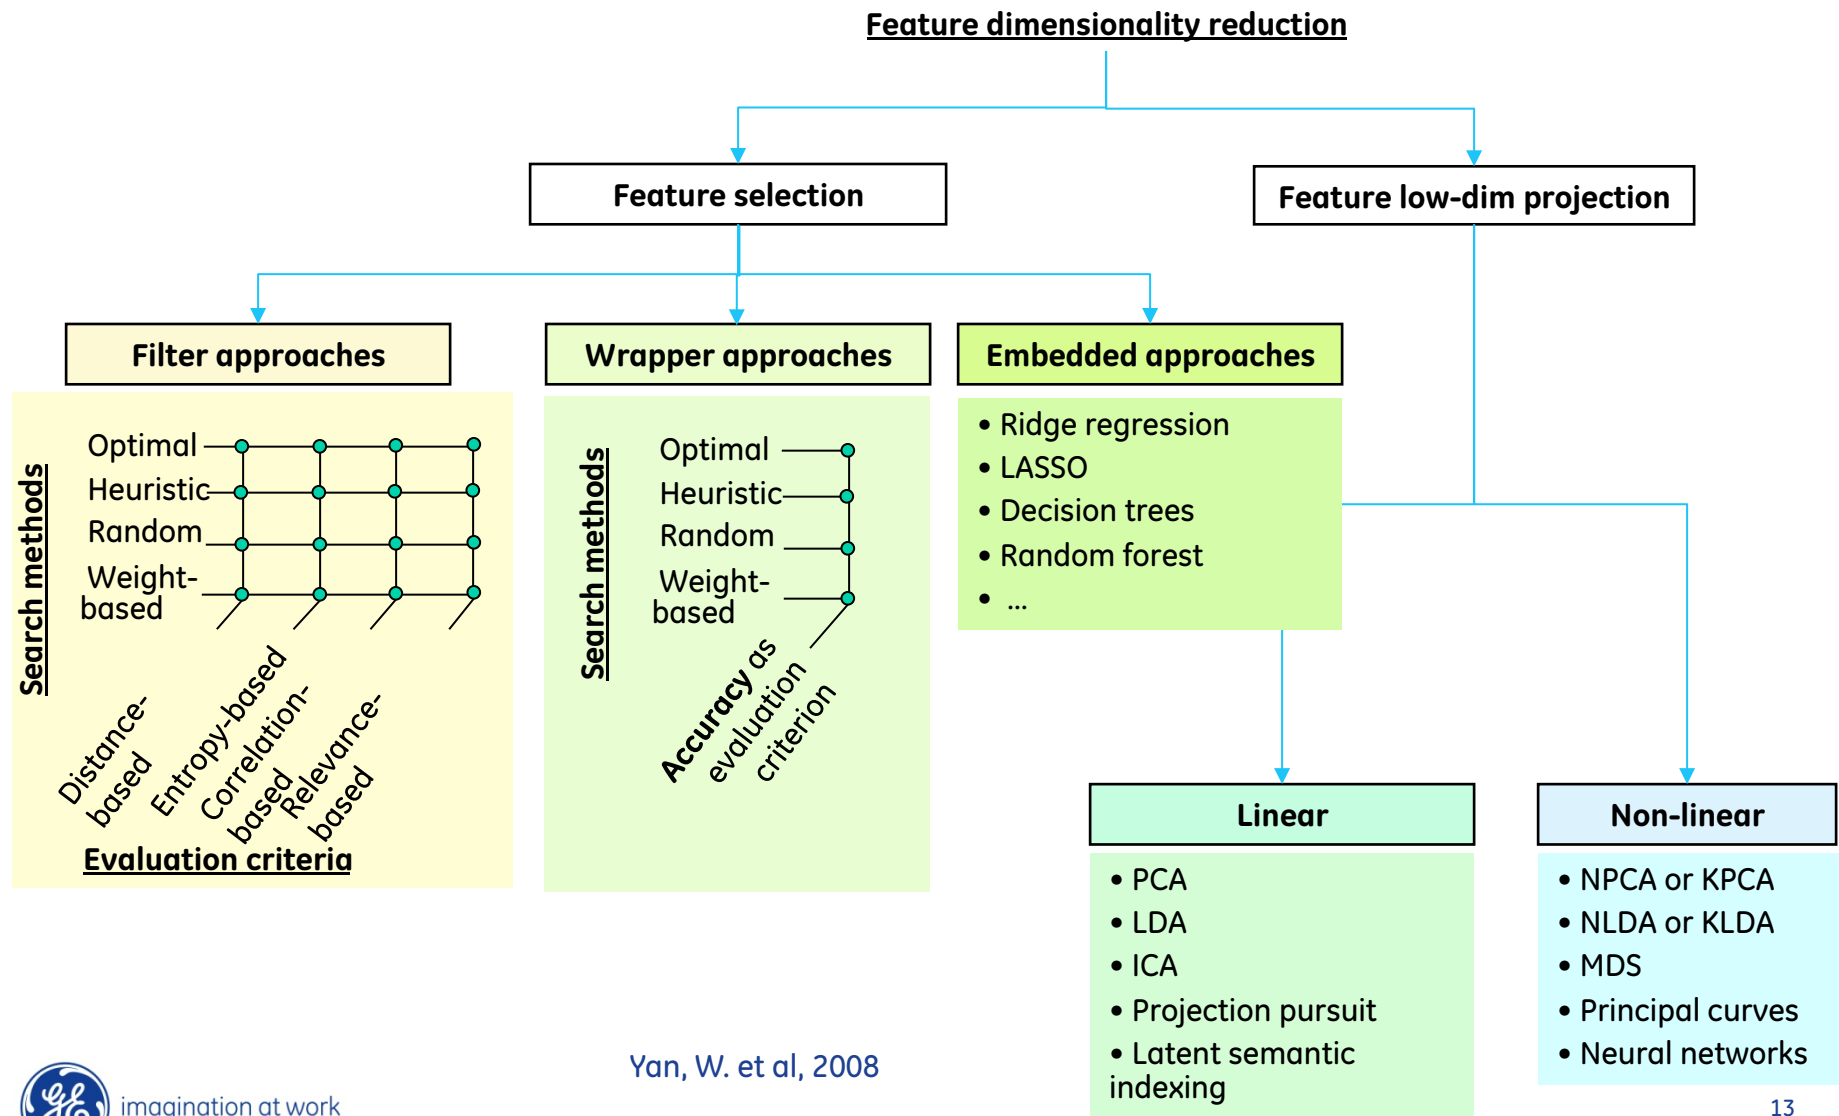 Feature dimensionality reduction
Feature selection
Feature low-dim projection
Filter approaches
Wrapper approaches
Embedded approaches
Search methods
Optimal
Heuristic
Random
Weight-
based
Distance-
based
Entropy-based
Correlation-
based
Relevance-
based
Evaluation criteria
Search methods
Optimal
Heuristic
Random
Weight-
based
Accuracy as
evaluation
criterion
• Ridge regression
• LASSO
• Decision trees
• Random forest
• ...
Linear
• PCA
• LDA
• ICA
• Projection pursuit
• Latent semantic
indexing
Non-linear
• NPCA or KPCA
• NLDA or KLDA
• MDS
• Principal curves
• Neural networks
Yan, W. et al, 2008
GE
imagination at work
13